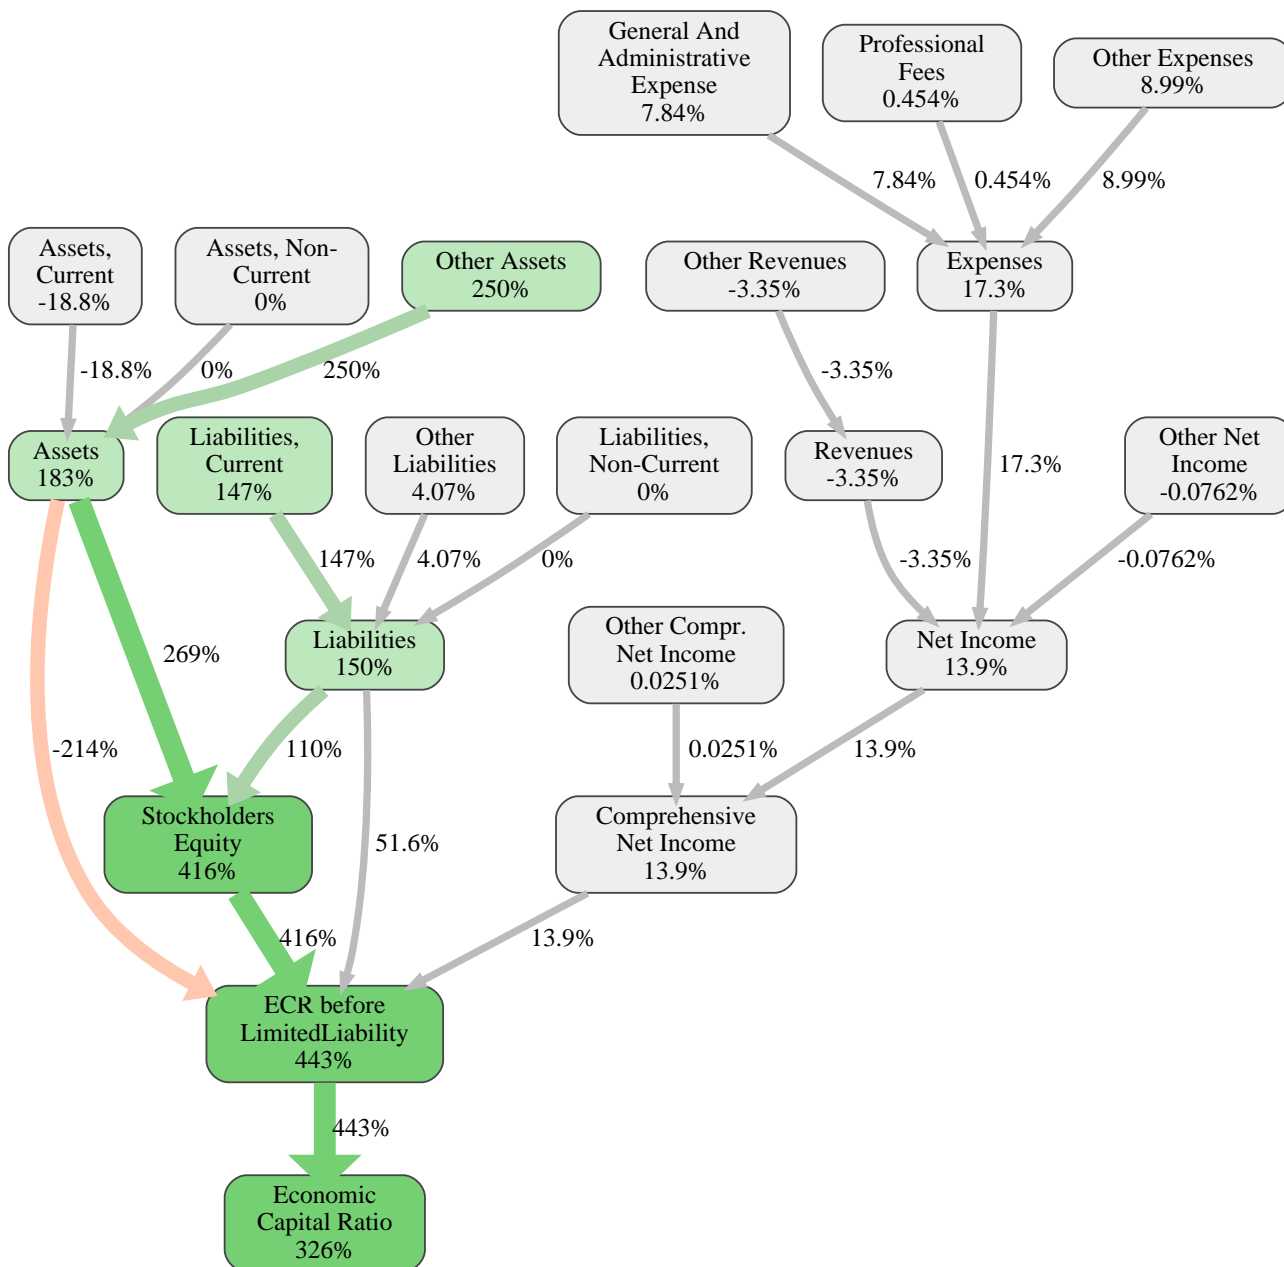 General And
Administrative
Expense
7.84%
Professional
Fees
0.454%
Other Expenses
8.99%
7.84%
0.454%
8.99%
Assets,
Current
-18.8%
Assets, Non-
Current
0%
Other Assets
250%
Other Revenues
-3.35%
Expenses
17.3%
-18.8%
0%
250%
-3.35%
Assets
183%
Liabilities,
Current
147%
Other
Liabilities
4.07%
Liabilities,
Non-Current
0%
Revenues
-3.35%
17.3%
Other Net
Income
-0.0762%
147%
4.07%
0%
-3.35%
-0.0762%
269%
Liabilities
150%
Other Compr.
Net Income
0.0251%
Net Income
13.9%
-214%
110%
0.0251%
13.9%
Stockholders
Equity
416%
51.6%
Comprehensive
Net Income
13.9%
416%
13.9%
ECR before
LimitedLiability
443%
443%
Economic
Capital Ratio
326%